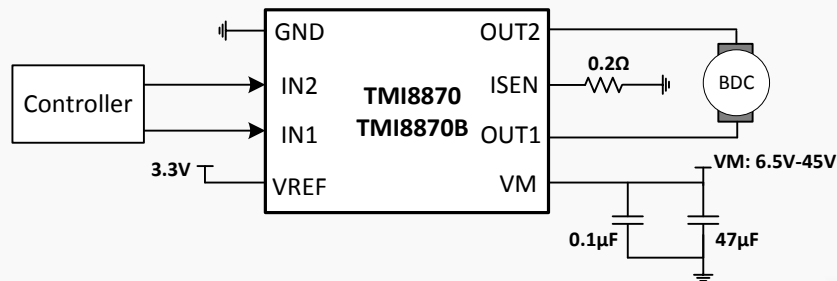 GND
OUT2
0.2Ω
Controller
IN2
TMI8870
ISEN
BDC
IN1
TMI8870B
OUT1
3.3V
VREF
VM
VM: 6.5V-45V
0.1μF
47μF